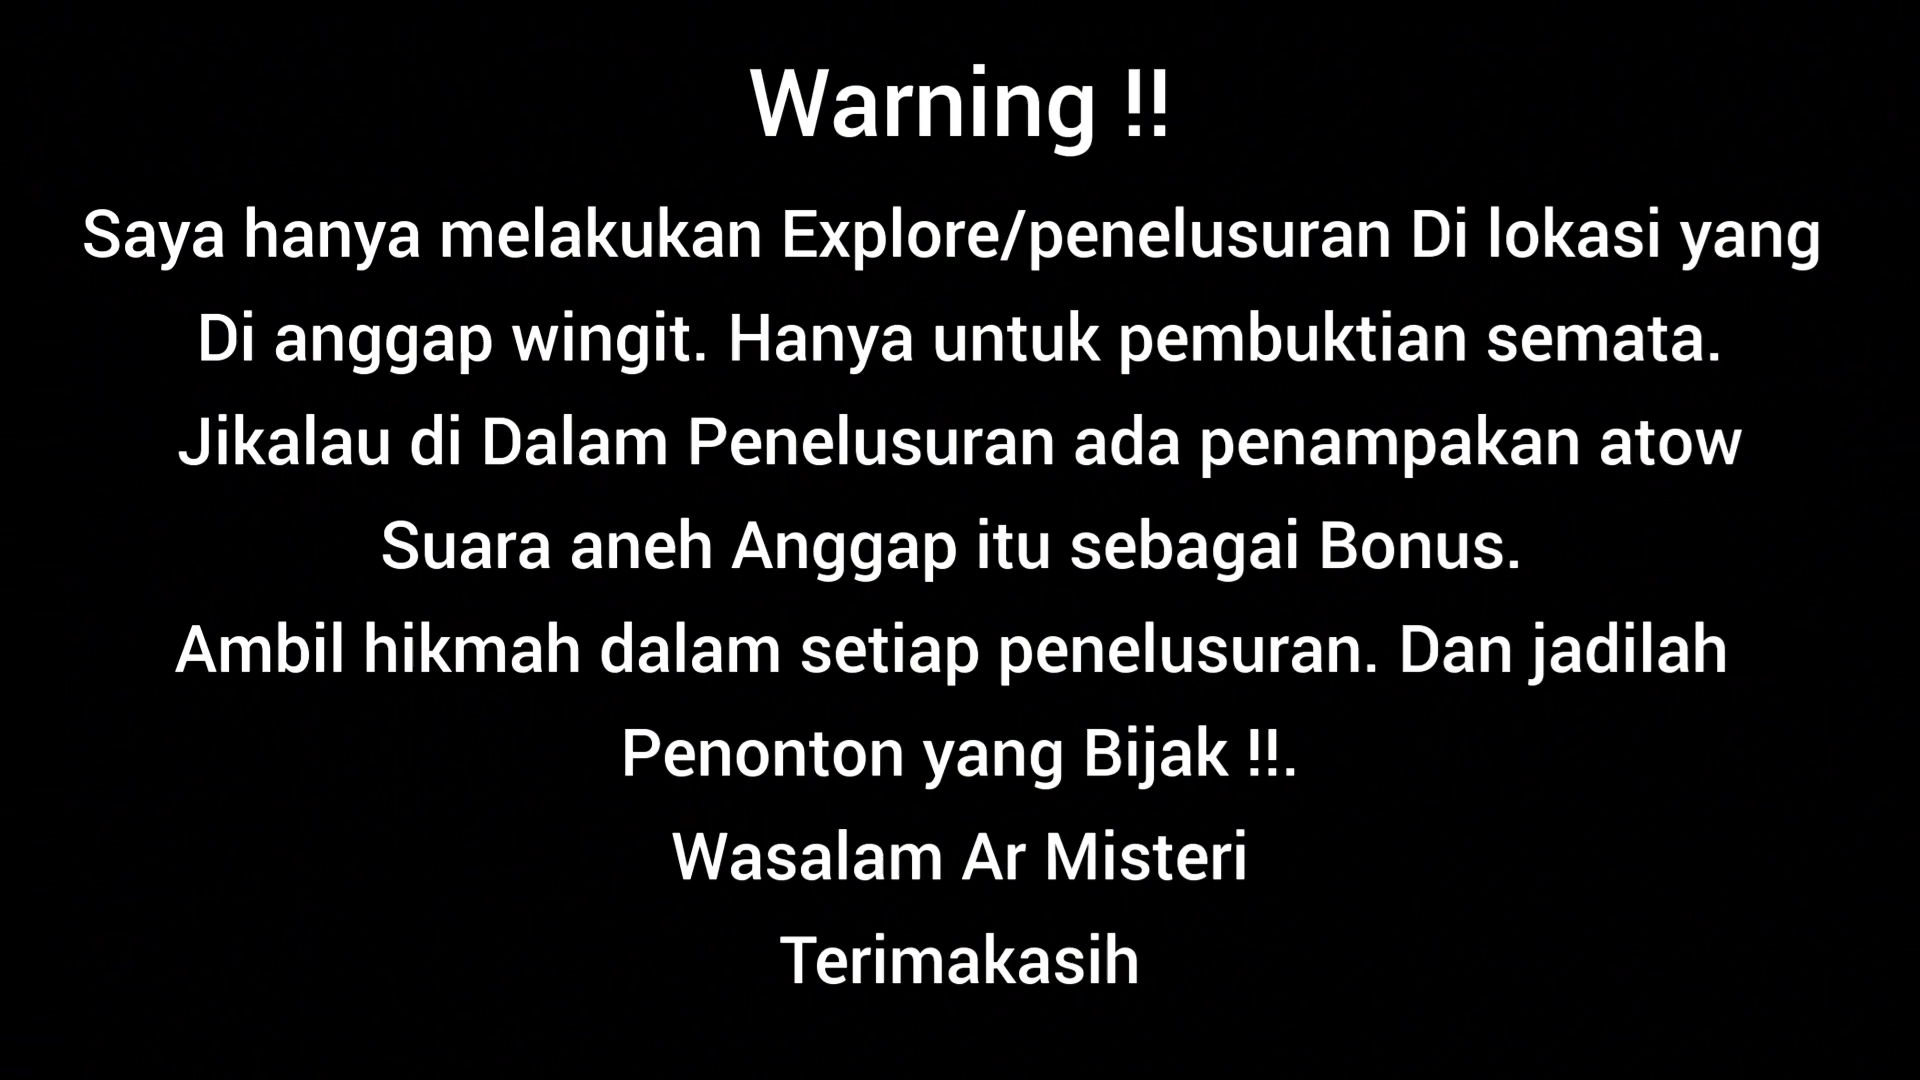 Warning !!
Saya hanya melakukan Explore/penelusuran Di lokasi yang
Di anggap wingit. Hanya untuk pembuktian semata.
Jikalau di Dalam Penelusuran ada penampakan atow
Suara aneh Anggap itu sebagai Bonus.
Ambil hikmah dalam setiap penelusuran. Dan jadilah
Penonton yang Bijak !!.
Wasalam Ar Misteri
Terimakasih